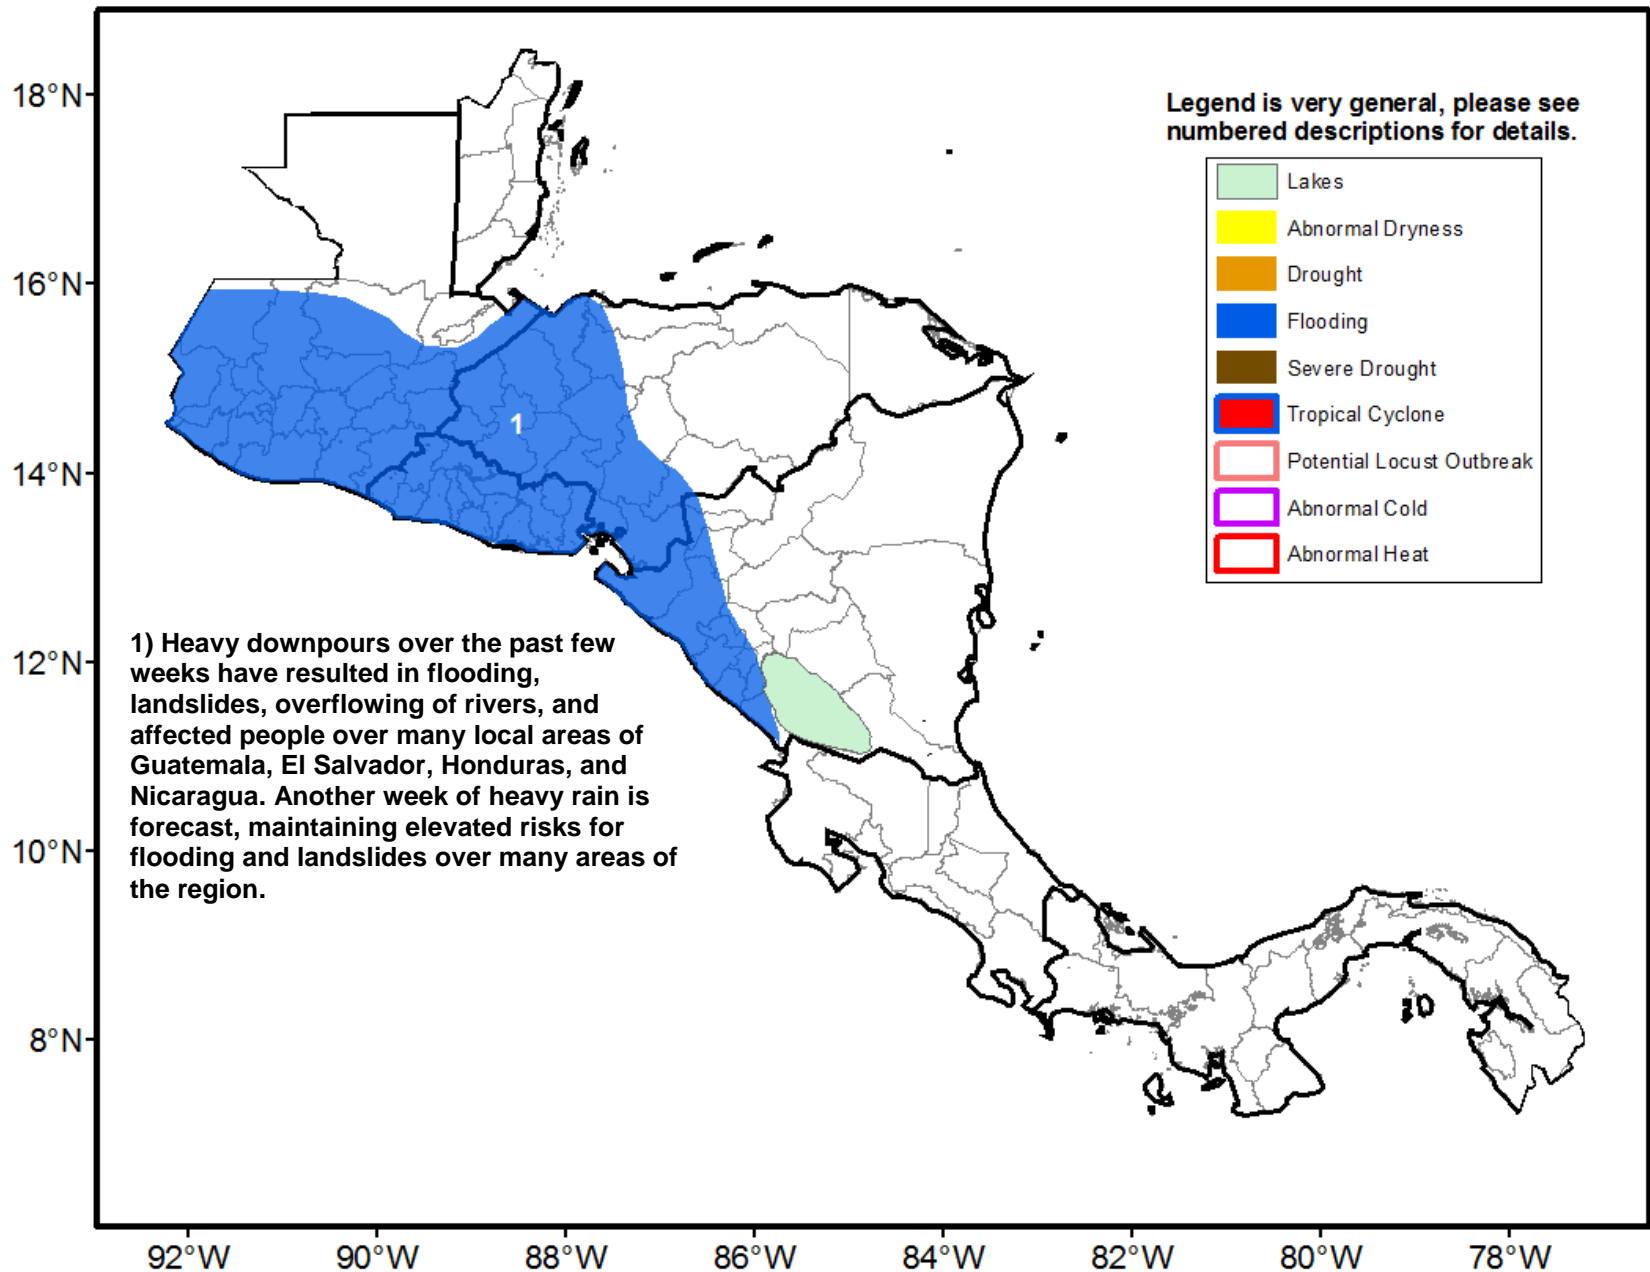 18°N
16°N
14°N
12°N
10°N
8°N
Legend is very general, please see
numbered descriptions for details.
Lakes
Abnormal Dryness
Drought
Flooding
Severe Drought
Tropical Cyclone
Potential Locust Outbreak
Abnormal Cold
Abnormal Heat
1
1) Heavy downpours over the past few
weeks have resulted in flooding,
landslides, overflowing of rivers, and
affected people over many local areas of
Guatemala, El Salvador, Honduras, and
Nicaragua. Another week of heavy rain is
forecast, maintaining elevated risks for
flooding and landslides over many areas of
the region.
92°W 90°W 88°W 86°W 84°W 82°W 80°W 78°W